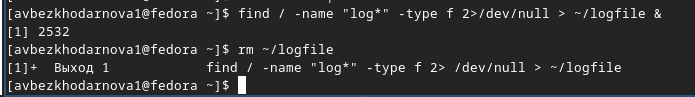 [avbezkhodarnova1@fedora ~]$ find / -name "log*" -type f 2>/dev/null > ~/logfile &
[1] 2532
[avbezkhodarnova1@fedora ~]$ rm ~/logfile
[1]+  Выход 1            find / -name "log*" -type f 2> /dev/null > ~/logfile
[avbezkhodarnova1@fedora ~]$